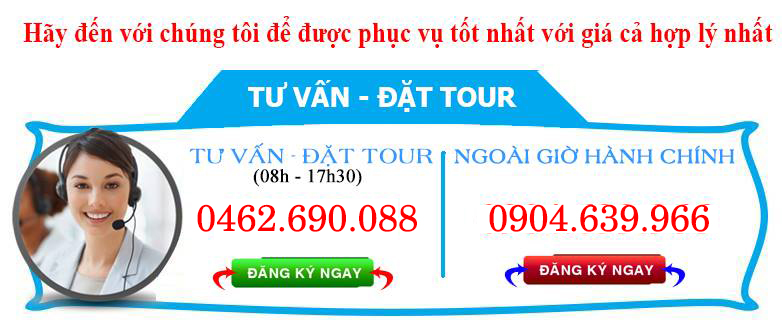 Hãy đến với chúng tôi để được phục vụ tốt nhất với giá cả hợp lý nhất
TƯ VẤN - ĐẶT TOUR
TƯ VẤN - ĐẶT TOUR
(08h - 17h30)
0462.690.088
ĐĂNG KÝ NGAY
NGOÀI GIỜ HÀNH CHÍNH
0904.639.966
ĐĂNG KÝ NGAY